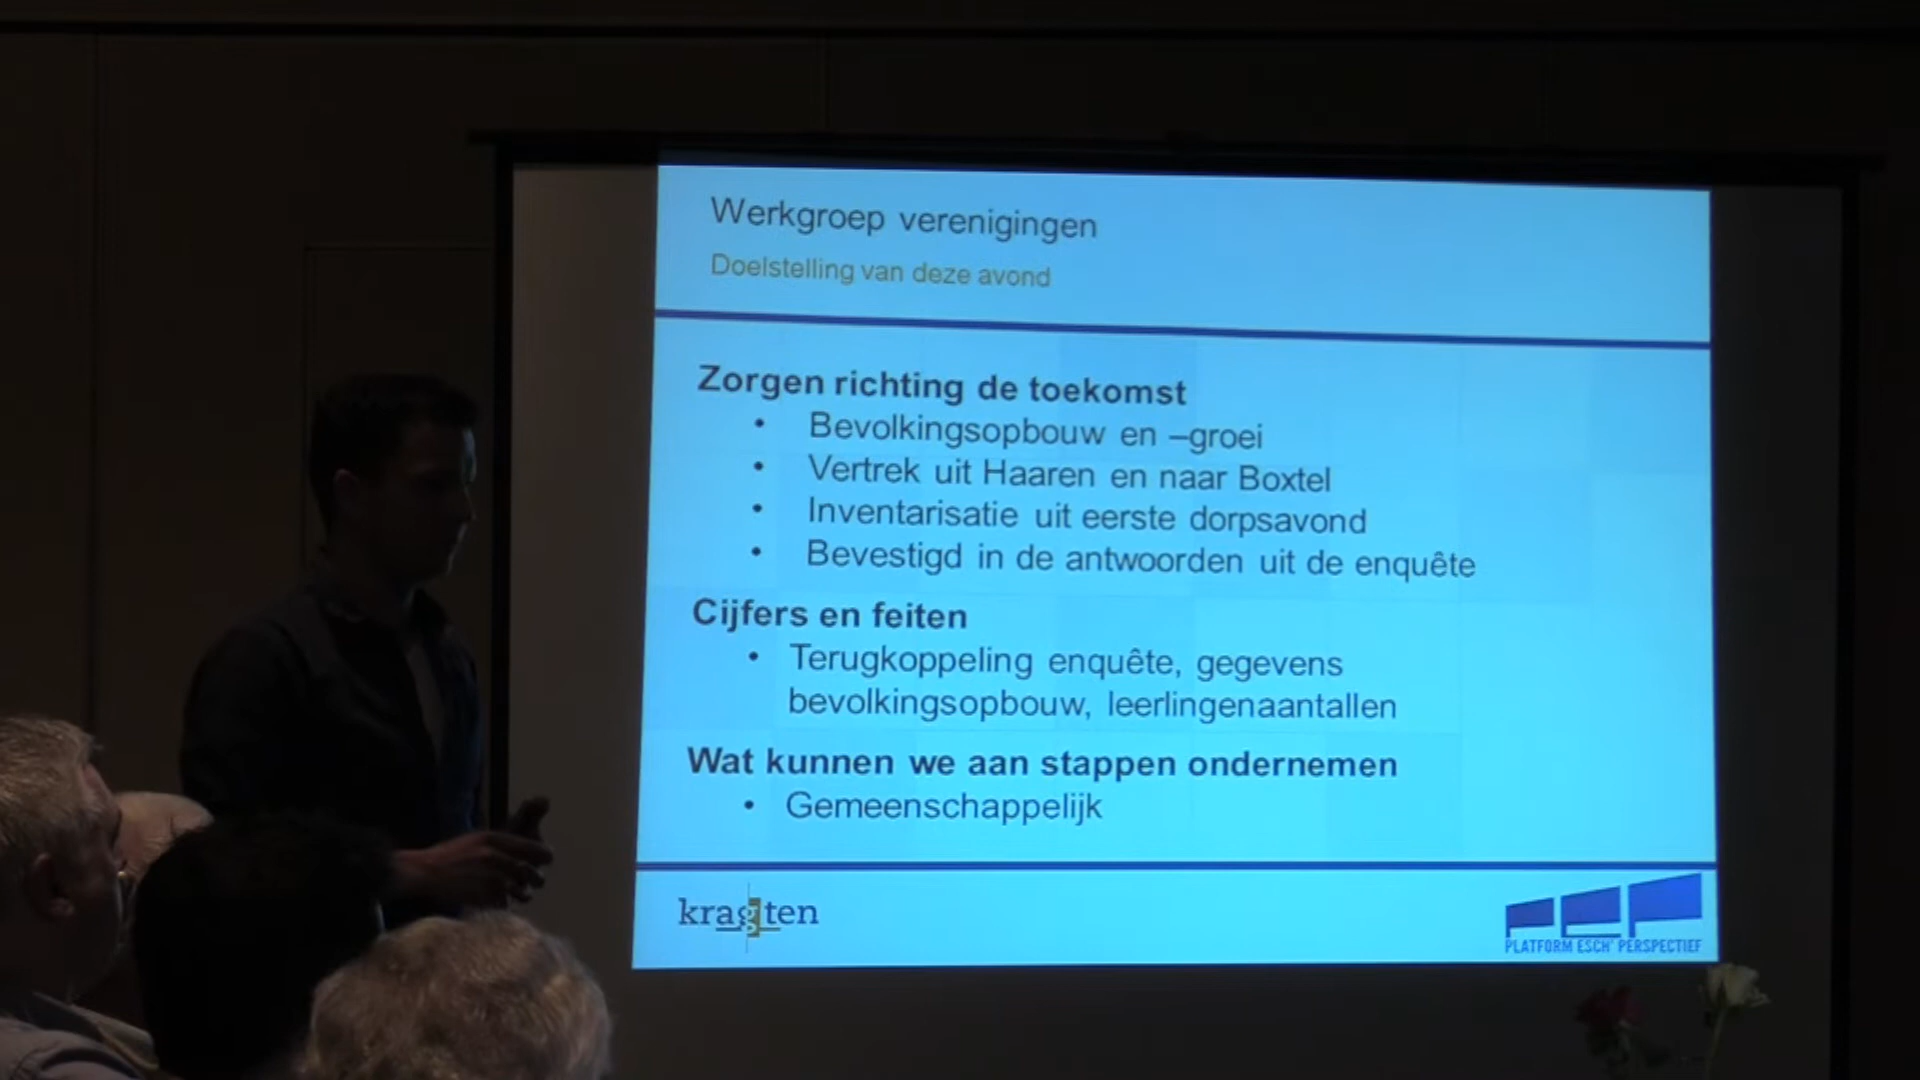 Werkgroep verenigingen
Doelstelling van deze avond
Zorgen richting de toekomst
• Bevolkingsopbouw en –groei
• Vertrek uit Haaren en naar Boxtel
• Inventarisatie uit eerste dorpsavond
• Bevestigd in de antwoorden uit de enquête
Cijfers en feiten
• Terugkoppeling enquête, gegevens
bevolkingsopbouw, leerlingenaantallen
Wat kunnen we aan stappen ondernemen
• Gemeenschappelijk
kragten
PEP
PLATFORM ESCH' PERSPECTIEF